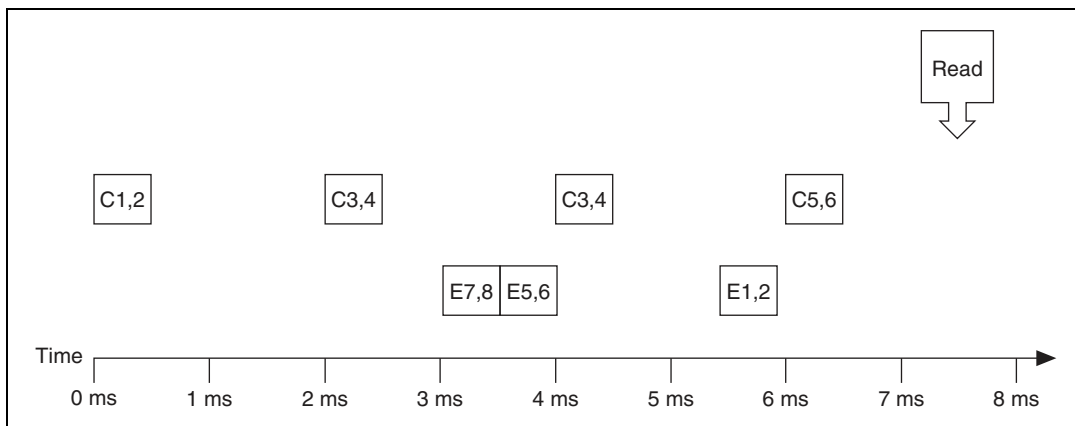 Read
C1,2 C3,4 C3,4 C5,6
E7,8 E5,6 E1,2
Time
0 ms 1 ms 2 ms 3 ms 4 ms 5 ms 6 ms 7 ms 8 ms